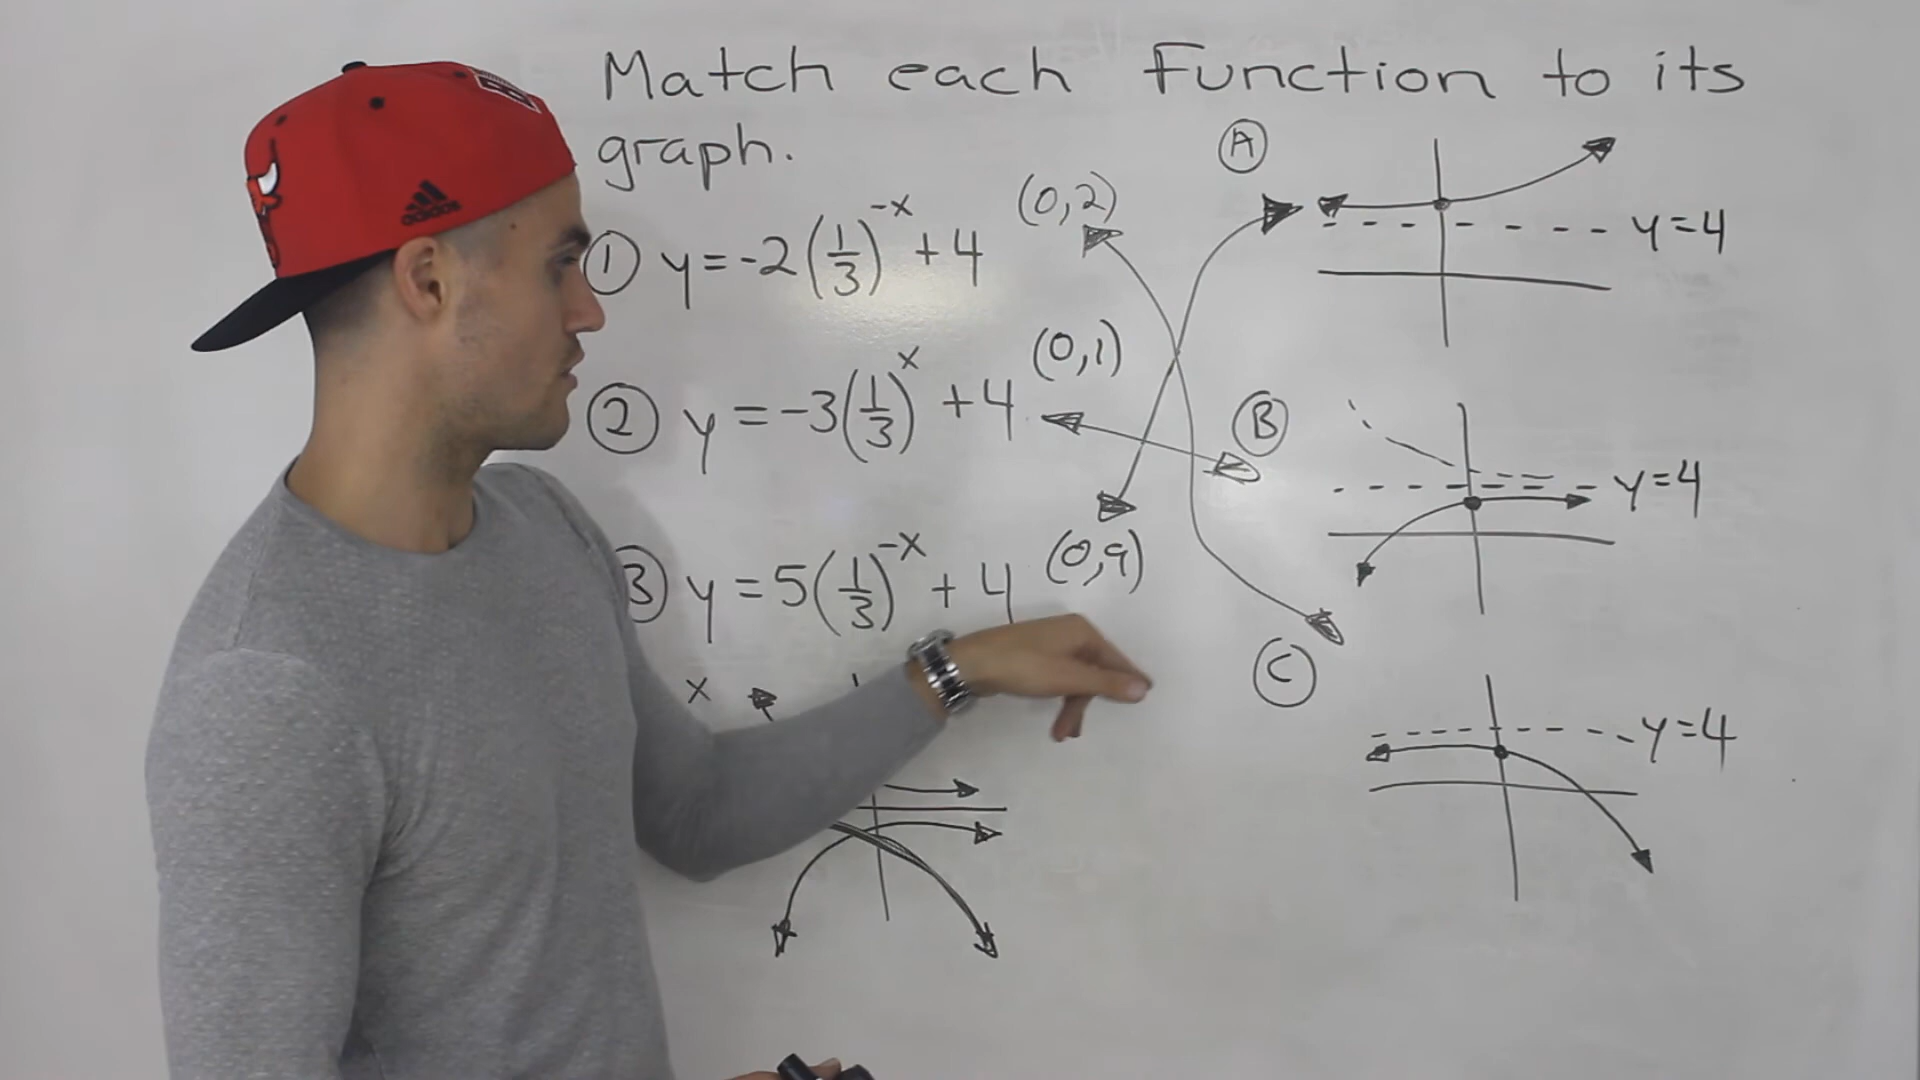 Match each function to its
graph.
① y=-2(1/3)^-x +4 (0,2)
② y = -3(1/3)^x +4 (0,1)
③ y = 5(1/3)^-x + 4 (0,9)
x
Ⓐ y=4
Ⓑ y=4
Ⓒ y=4
adidas